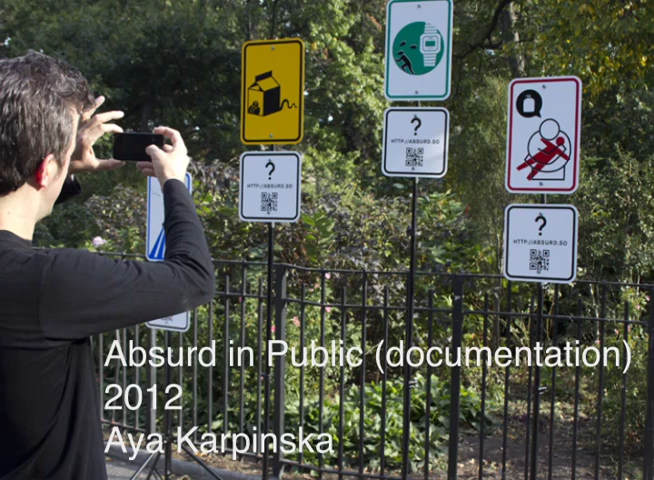 ?
HTTP://ABSURD.SO
?
HTTP://ABSURD.SO
?
HTTP://ABSURD.SO
Absurd in Public (documentation)
2012
Aya Karpinska